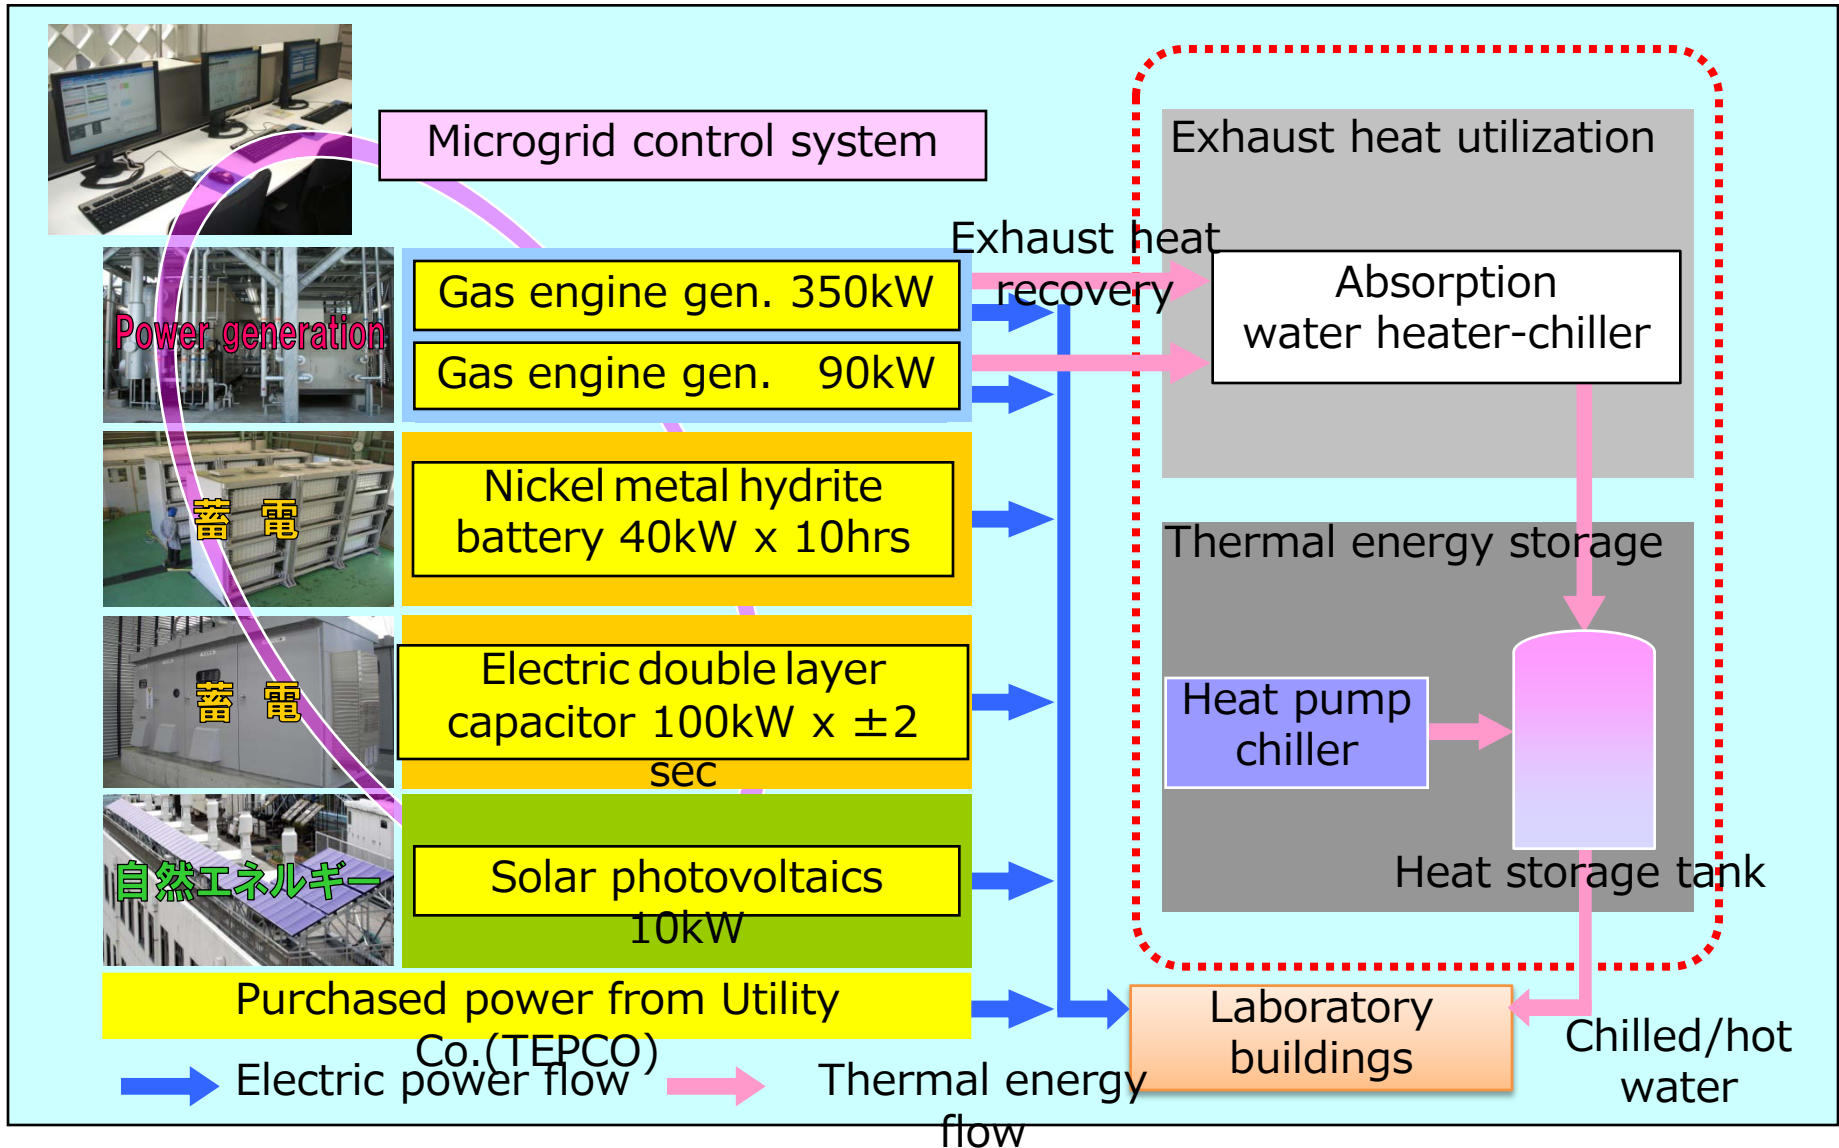 Microgrid control system
Exhaust heat utilization
Exhaust heat
recovery
Absorption
water heater-chiller
Power generation
Gas engine gen. 350kW
Gas engine gen. 90kW
蓄 電
Nickel metal hydrite
battery 40kW x 10hrs
Thermal energy storage
蓄 電
Electric double layer
capacitor 100kW x ±2
sec
Heat pump
chiller
Heat storage tank
自然エネルギー
Solar photovoltaics
10kW
Purchased power from Utility
Co.(TEPCO)
Laboratory
buildings
Chilled/hot
water
Electric power flow
Thermal energy
flow